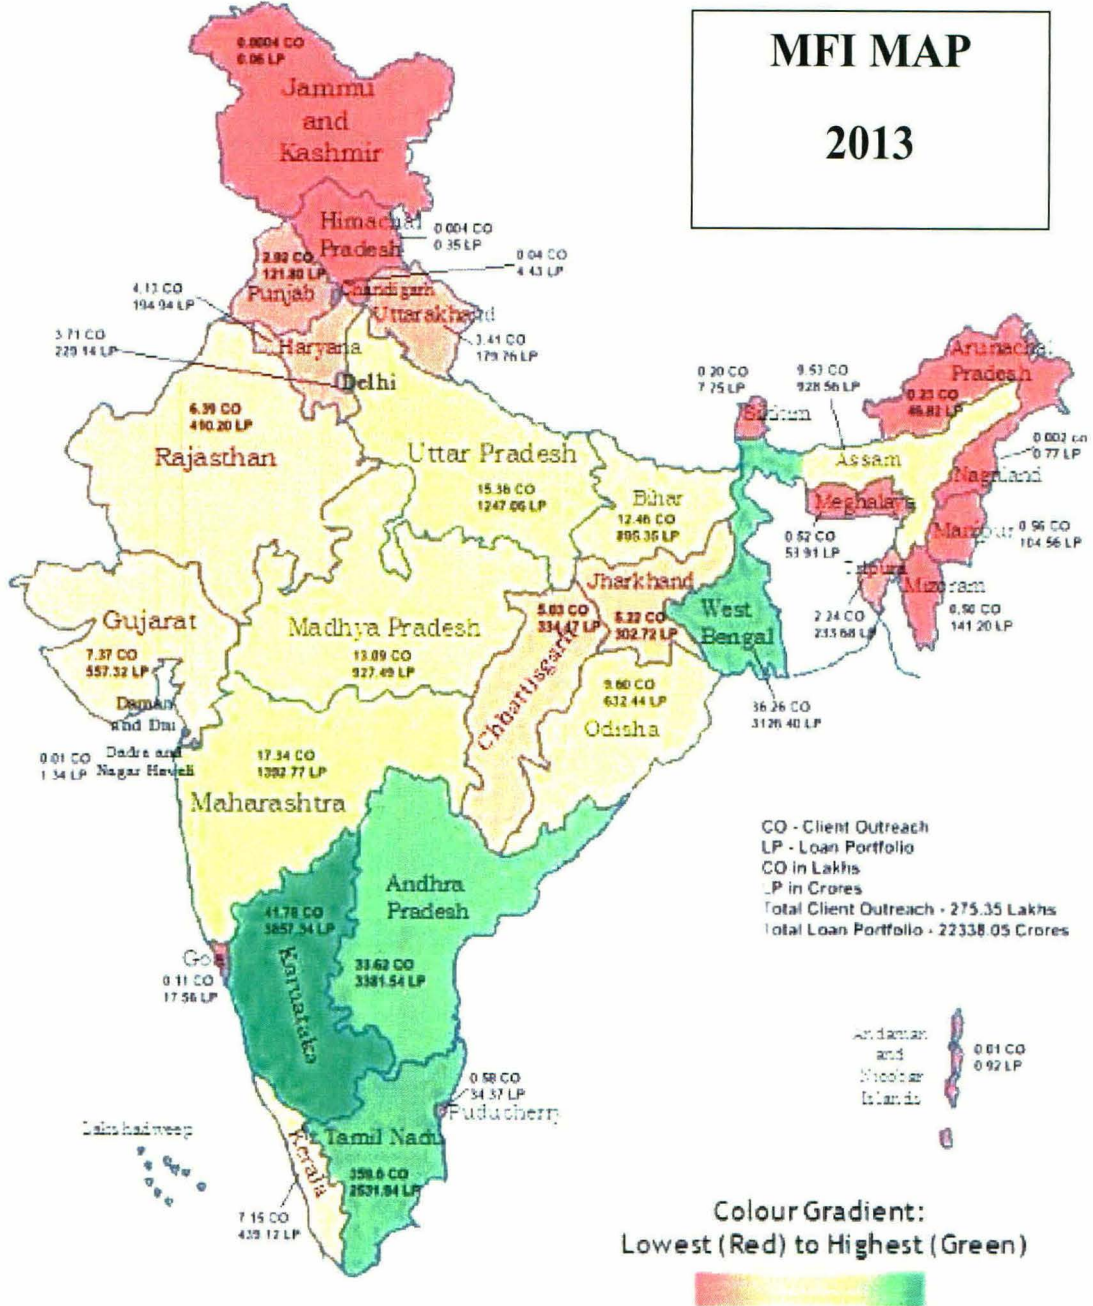 MFI MAP
2013
0.0004 CO
0.06 LP
Jammu
and
Kashmir
Himachal
Pradesh
0.004 CO
0.35 LP
2.92 CO
121.80 LP
Punjab
Chandigarh
0.04 CO
4.43 LP
Uttarakhand
3.41 CO
179.76 LP
4.13 CO
194.94 LP
Haryana
3.71 CO
229.14 LP
Delhi
6.39 CO
410.20 LP
Rajasthan
Uttar Pradesh
15.36 CO
1247.06 LP
Bihar
12.46 CO
895.35 LP
0.20 CO
7.75 LP
Sikkim
9.53 CO
928.56 LP
Assam
Arunachal
Pradesh
0.23 CO
46.82 LP
0.002 co
0.77 LP
Nagaland
Meghalaya
0.52 CO
53.91 LP
Manipur
0.96 CO
104.56 LP
Tripura
2.24 CO
233.68 LP
Mizoram
0.50 CO
141.20 LP
Jharkhand
5.22 CO
302.72 LP
West
Bengal
36.26 CO
3126.40 LP
Gujarat
7.37 CO
557.32 LP
Madhya Pradesh
13.09 CO
927.49 LP
5.03 CO
334.47 LP
Chhartisgarh
9.60 CO
632.44 LP
Odisha
Daman
and Diu
Dadra and
Nagar Haveli
0.01 CO
1.34 LP
17.34 CO
1392.77 LP
Maharashtra
Andhra
Pradesh
33.62 CO
3381.54 LP
41.78 CO
3857.34 LP
Karnataka
Goa
0.11 CO
17.56 LP
CO - Client Outreach
LP - Loan Portfolio
CO in Lakhs
LP in Crores
Total Client Outreach - 275.35 Lakhs
Total Loan Portfolio - 22338.05 Crores
Andaman
and
Nicobar
Islands
0.01 CO
0.92 LP
0.58 CO
34.37 LP
Puducherry
Lakshadweep
Tamil Nadu
359.6 CO
2531.94 LP
Kerala
7.15 CO
439.12 LP
Colour Gradient:
Lowest (Red) to Highest (Green)